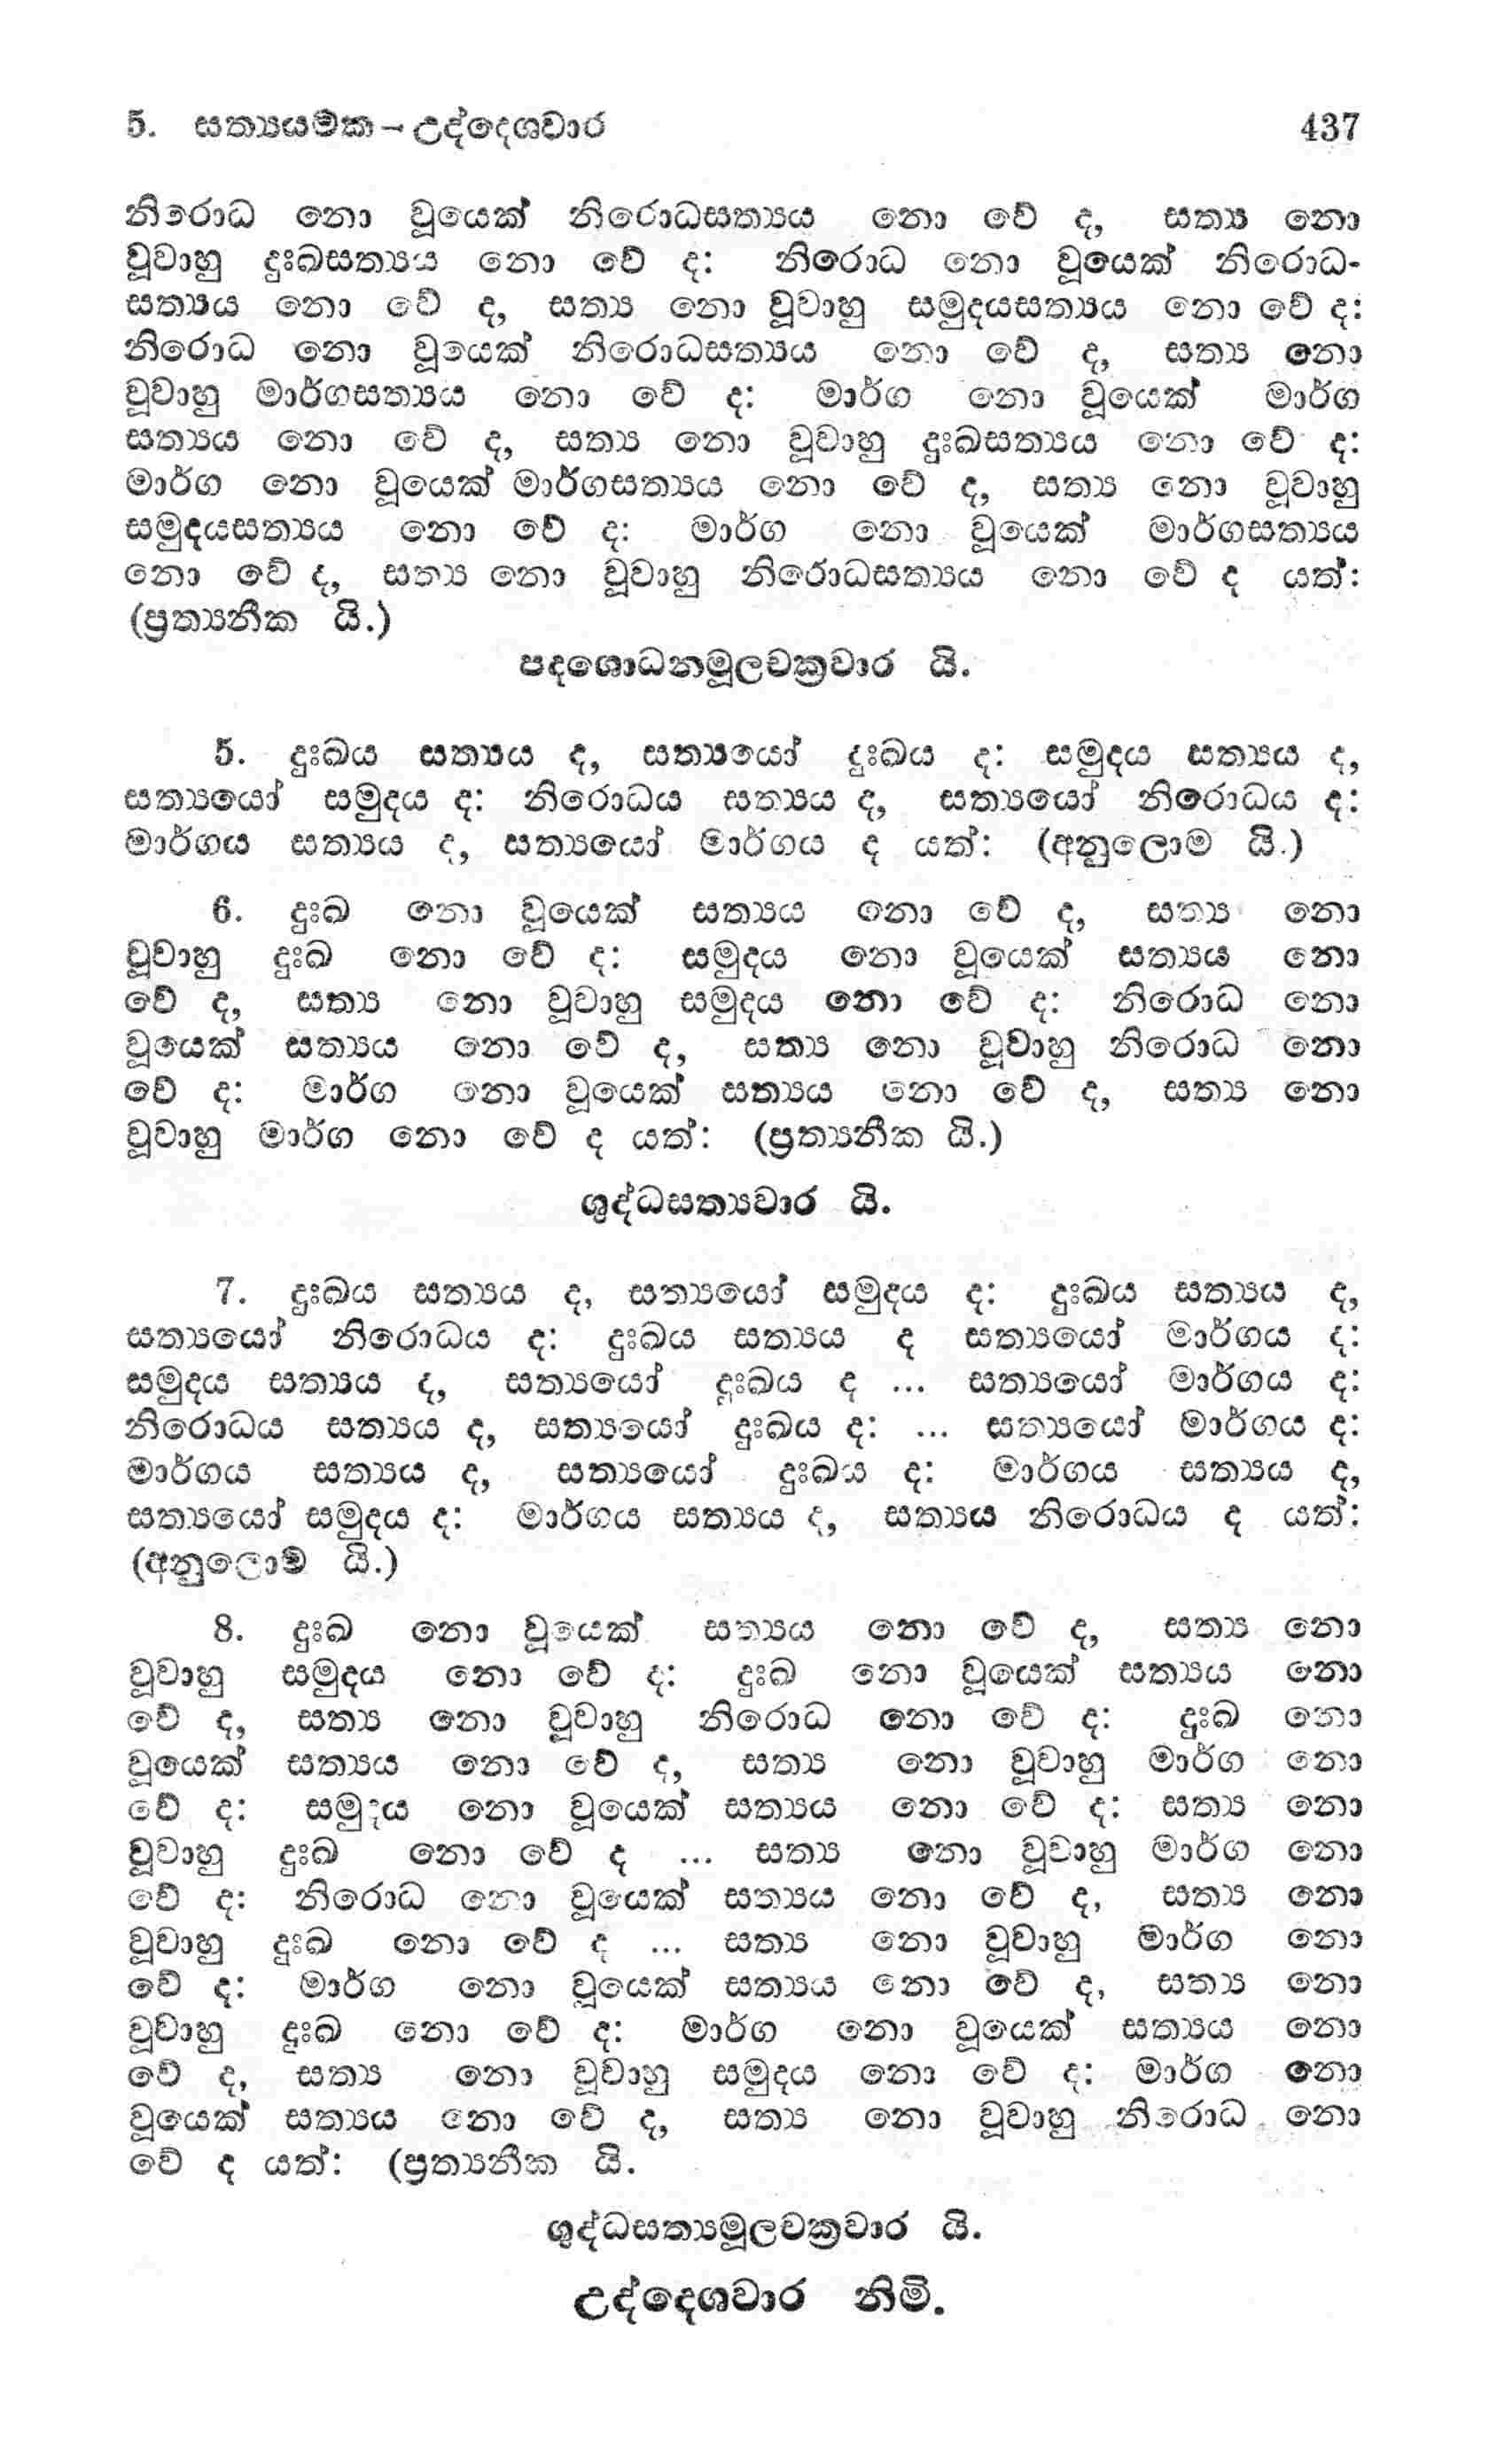 5. සත්‍යයමක - උද්දෙශවාර 437
නිරොධ නො වූයෙක් නිරොධසත්‍යය නො වේ ද, සත්‍ය නො
වූවාහු දුඃඛසත්‍යය නො වේ ද: නිරොධ නො වූයෙක් නිරොධ-
සත්‍යය නො වේ ද, සත්‍ය නො වූවාහු සමුදයසත්‍යය නො වේ ද:
නිරොධ නො වූයෙක් නිරොධසත්‍යය නො වේ ද, සත්‍ය නො
වූවාහු මාර්ගසත්‍යය නො වේ ද: මාර්ග නො වූයෙක් මාර්ග
සත්‍යය නො වේ ද, සත්‍ය නො වූවාහු දුඃඛසත්‍යය නො වේ ද:
මාර්ග නො වූයෙක් මාර්ගසත්‍යය නො වේ ද, සත්‍ය නො වූවාහු
සමුදයසත්‍යය නො වේ ද: මාර්ග නො වූයෙක් මාර්ගසත්‍යය
නො වේ ද, සත්‍ය නො වූවාහු නිරොධසත්‍යය නො වේ ද යත්:
(ප්‍රත්‍යනීක යි.)
පදශොධනමූලචක්‍රවාර යි.
5. දුඃඛය සත්‍යය ද, සත්‍යයෝ දුඃඛය ද: සමුදය සත්‍යය ද,
සත්‍යයෝ සමුදය ද: නිරොධය සත්‍යය ද, සත්‍යයෝ නිරොධය ද:
මාර්ගය සත්‍යය ද, සත්‍යයෝ මාර්ගය ද යත්: (අනුලොම යි.)
6. දුඃඛ නො වූයෙක් සත්‍යය නො වේ ද, සත්‍ය නො
වූවාහු දුඃඛ නො වේ ද: සමුදය නො වූයෙක් සත්‍යය නො
වේ ද, සත්‍ය නො වූවාහු සමුදය නො වේ ද: නිරොධ නො
වූයෙක් සත්‍යය නො වේ ද, සත්‍ය නො වූවාහු නිරොධ නො
වේ ද: මාර්ග නො වූයෙක් සත්‍යය නො වේ ද, සත්‍ය නො
වූවාහු මාර්ග නො වේ ද යත්: (ප්‍රත්‍යනීක යි.)
ශුද්ධසත්‍යවාර යි.
7. දුඃඛය සත්‍යය ද, සත්‍යයෝ සමුදය ද: දුඃඛය සත්‍යය ද,
සත්‍යයෝ නිරොධය ද: දුඃඛය සත්‍යය ද සත්‍යයෝ මාර්ගය ද:
සමුදය සත්‍යය ද, සත්‍යයෝ දුඃඛය ද ... සත්‍යයෝ මාර්ගය ද:
නිරොධය සත්‍යය ද, සත්‍යයෝ දුඃඛය ද: ... සත්‍යයෝ මාර්ගය ද:
මාර්ගය සත්‍යය ද, සත්‍යයෝ දුඃඛය ද: මාර්ගය සත්‍යය ද,
සත්‍යයෝ සමුදය ද: මාර්ගය සත්‍යය ද, සත්‍යය නිරොධය ද යත්:
(අනුලොම යි.)
8. දුඃඛ නො වූයෙක් සත්‍යය නො වේ ද, සත්‍ය නො
වූවාහු සමුදය නො වේ ද: දුඃඛ නො වූයෙක් සත්‍යය නො
වේ ද, සත්‍ය නො වූවාහු නිරොධ නො වේ ද: දුඃඛ නො
වූයෙක් සත්‍යය නො වේ ද, සත්‍ය නො වූවාහු මාර්ග නො
වේ ද: සමුදය නො වූයෙක් සත්‍යය නො වේ ද: සත්‍ය නො
වූවාහු දුඃඛ නො වේ ද ... සත්‍ය නො වූවාහු මාර්ග නො
වේ ද: නිරොධ නො වූයෙක් සත්‍යය නො වේ ද, සත්‍ය නො
වූවාහු දුඃඛ නො වේ ද ... සත්‍ය නො වූවාහු මාර්ග නො
වේ ද: මාර්ග නො වූයෙක් සත්‍යය නො වේ ද, සත්‍ය නො
වූවාහු දුඃඛ නො වේ ද: මාර්ග නො වූයෙක් සත්‍යය නො
වේ ද, සත්‍ය නො වූවාහු සමුදය නො වේ ද: මාර්ග නො
වූයෙක් සත්‍යය නො වේ ද, සත්‍ය නො වූවාහු නිරොධ නො
වේ ද යත්: (ප්‍රත්‍යනීක යි.
ශුද්ධසත්‍යමූලචක්‍රවාර යි.
උද්දෙශවාර නිමි.